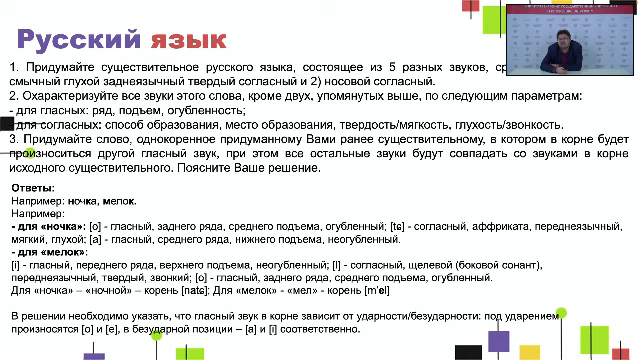 Русский язык
1. Придумайте существительное русского языка, состоящее из 5 разных звуков,
смычный глухой заднеязычный твердый согласный и 2) носовой согласный.
2. Охарактеризуйте все звуки этого слова, кроме двух, упомянутых выше, по следующим параметрам:
- для гласных: ряд, подъем, огубленность;
- для согласных: способ образования, место образования, твердость/мягкость, глухость/звонкость.
3. Придумайте слово, однокоренное придуманному Вами ранее существительному, в котором в корне будет
произноситься другой гласный звук, при этом все остальные звуки будут совпадать со звуками в корне
исходного существительного. Поясните Ваше решение.
Ответы:
Например: ночка, мелок.
Например:
- для «ночка»: [о] - гласный, заднего ряда, среднего подъема, огубленный; [tɕ] - согласный, аффриката, переднеязычный,
мягкий, глухой; [а] - гласный, среднего ряда, нижнего подъема, неогубленный.
- для «мелок»:
[i] - гласный, переднего ряда, верхнего подъема, неогубленный; [l] - согласный, щелевой (боковой сонант),
переднеязычный, твердый, звонкий; [о] - гласный, заднего ряда, среднего подъема, огубленный.
Для «ночка» – «ночной» – корень [natɕ]; Для «мелок» - «мел» - корень [m'el]
В решении необходимо указать, что гласный звук в корне зависит от ударности/безударности: под ударением
произносятся [о] и [е], в безударной позиции – [а] и [i] соответственно.